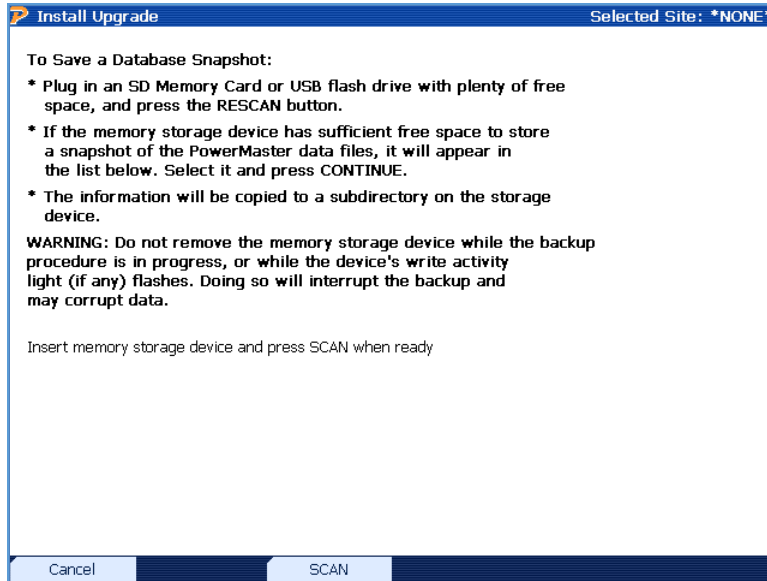 Install Upgrade Selected Site: *NONE*
To Save a Database Snapshot:
* Plug in an SD Memory Card or USB flash drive with plenty of free
space, and press the RESCAN button.
* If the memory storage device has sufficient free space to store
a snapshot of the PowerMaster data files, it will appear in
the list below. Select it and press CONTINUE.
* The information will be copied to a subdirectory on the storage
device.
WARNING: Do not remove the memory storage device while the backup
procedure is in progress, or while the device's write activity
light (if any) flashes. Doing so will interrupt the backup and
may corrupt data.
Insert memory storage device and press SCAN when ready
Cancel SCAN